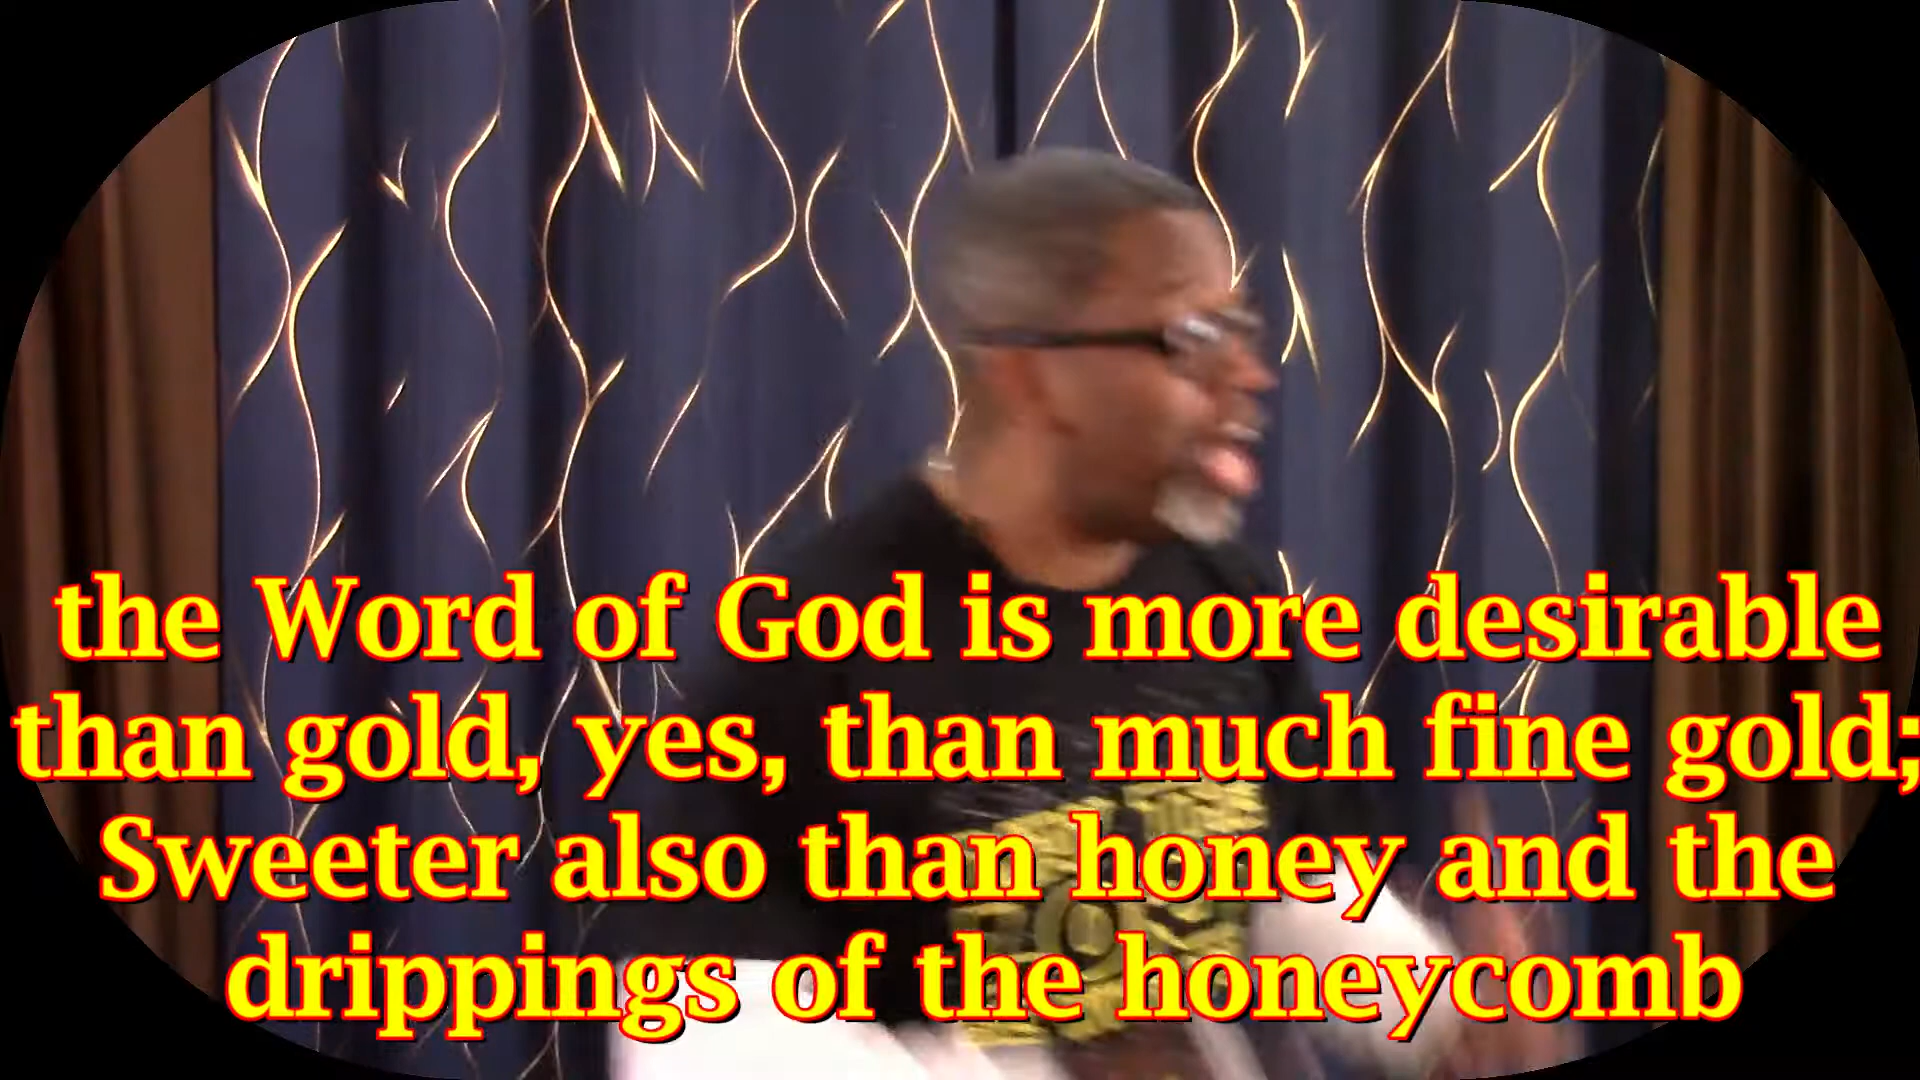 the Word of God is more desirable
than gold, yes, than much fine gold;
Sweeter also than honey and the
drippings of the honeycomb